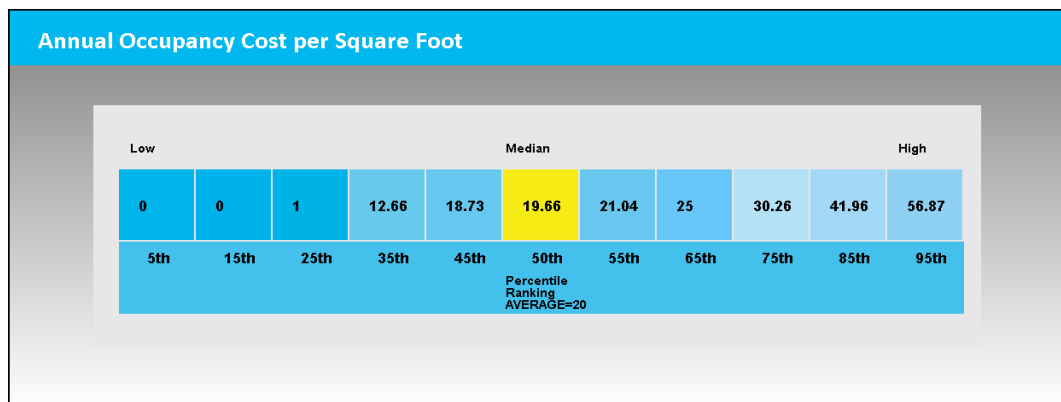 Annual Occupancy Cost per Square Foot
Low Median High
0 0 1 12.66 18.73 19.66 21.04 25 30.26 41.96 56.87
5th 15th 25th 35th 45th 50th 55th 65th 75th 85th 95th
Percentile
Ranking
AVERAGE=20